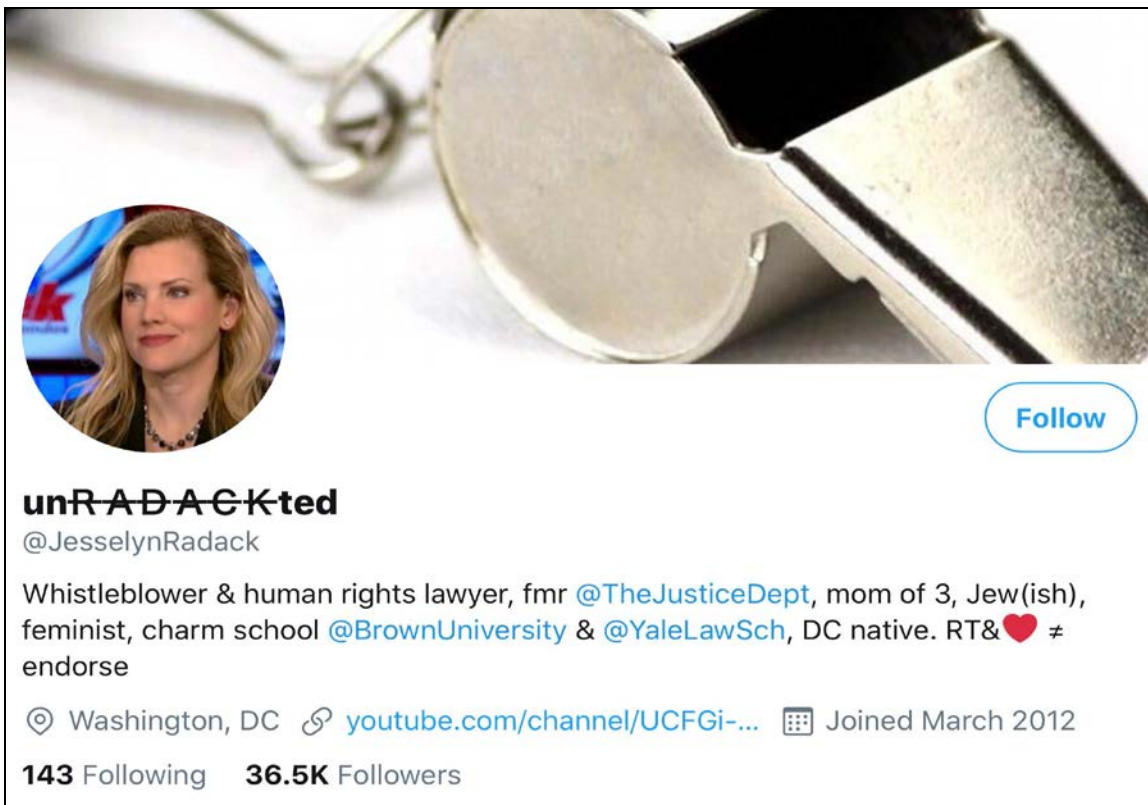 Follow
unRADACKted
@JesselynRadack
Whistleblower & human rights lawyer, fmr @TheJusticeDept, mom of 3, Jew(ish),
feminist, charm school @BrownUniversity & @YaleLawSch, DC native. RT&❤️ ≠
endorse
Washington, DC youtube.com/channel/UCFGi-... Joined March 2012
143 Following 36.5K Followers